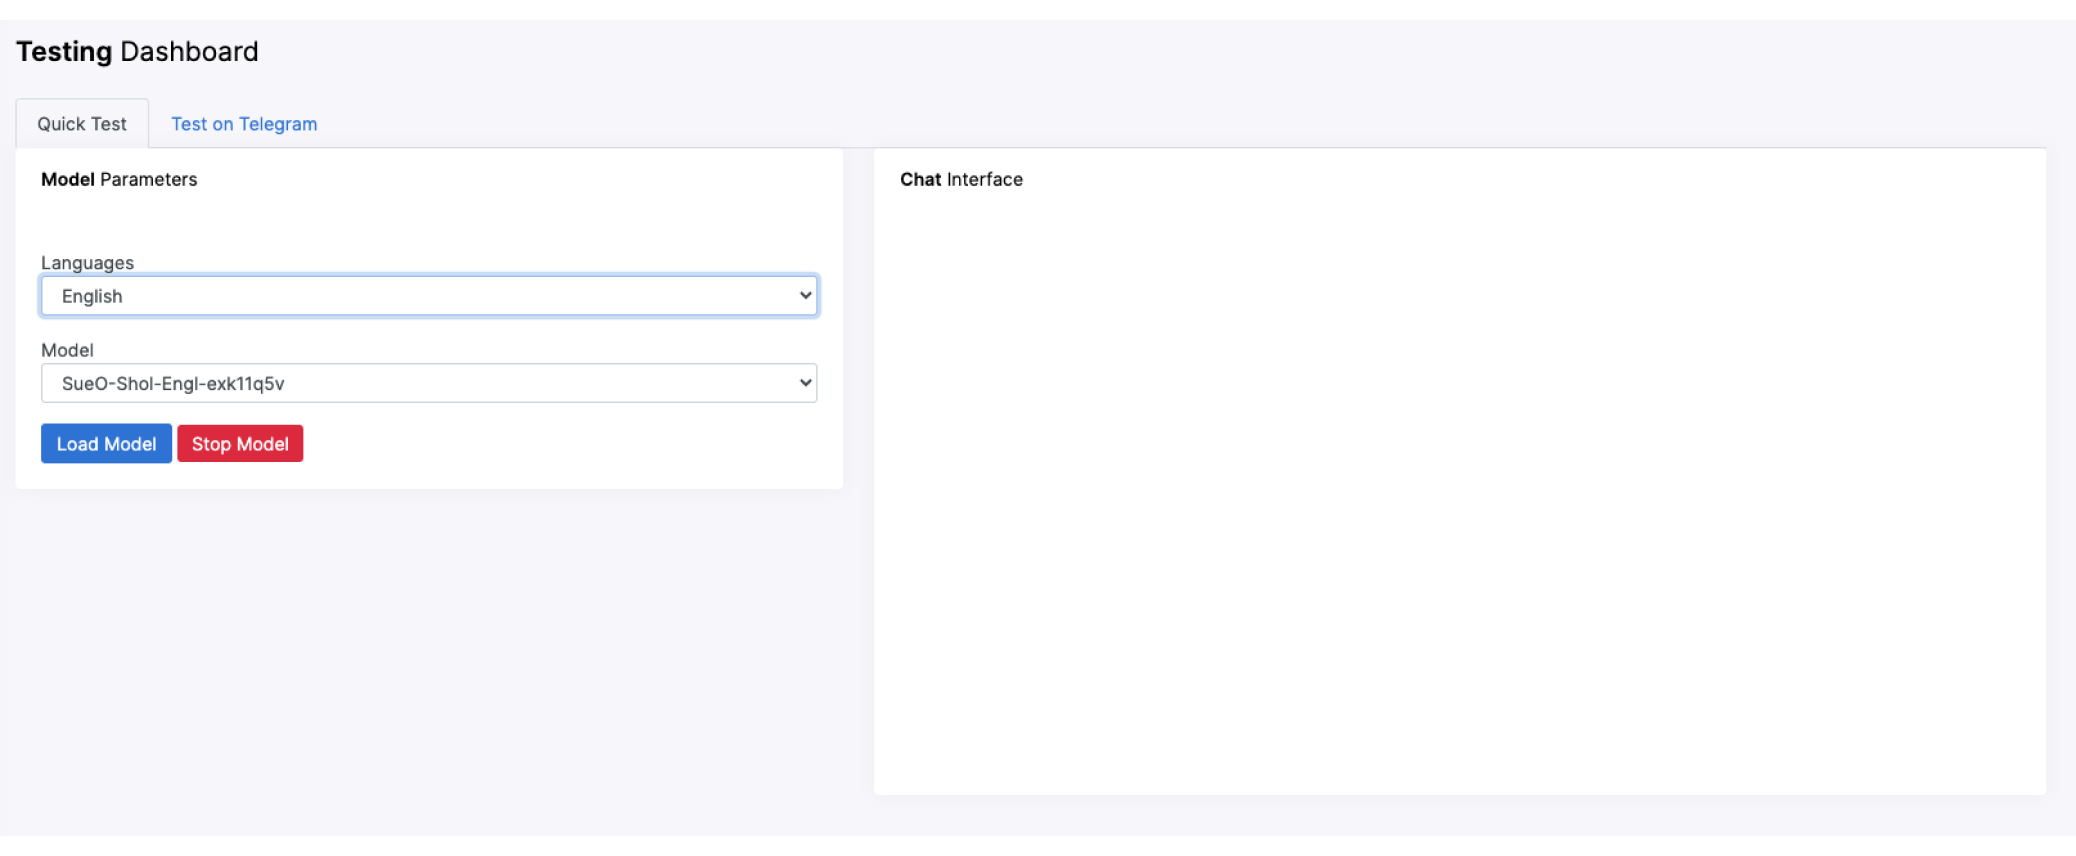 Testing Dashboard
Quick Test
Test on Telegram
Model Parameters
Languages
English
Model
SueO-Shol-Engl-exk11q5v
Load Model
Stop Model
Chat Interface